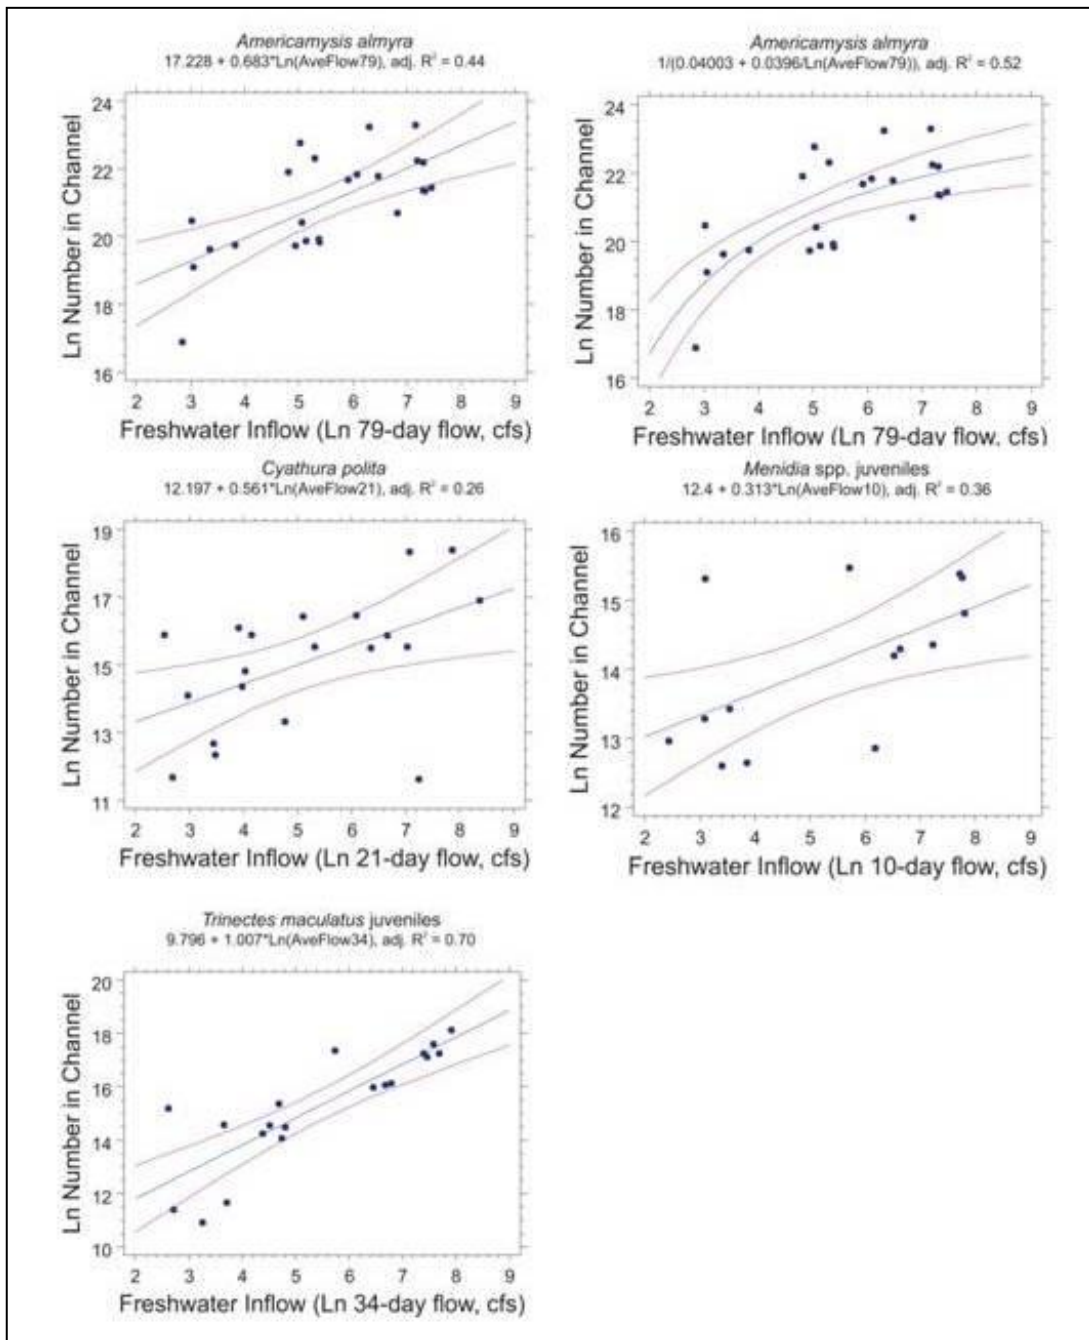 Americamysis almyra
17.228 + 0.683*Ln(AveFlow79), adj. R² = 0.44
Ln Number in Channel
24
22
20
18
16
2 3 4 5 6 7 8 9
Freshwater Inflow (Ln 79-day flow, cfs)
Americamysis almyra
1/(0.04003 + 0.0396/Ln(AveFlow79)), adj. R² = 0.52
Ln Number in Channel
24
22
20
18
16
2 3 4 5 6 7 8 9
Freshwater Inflow (Ln 79-day flow, cfs)
Cyathura polita
12.197 + 0.561*Ln(AveFlow21), adj. R² = 0.26
Ln Number in Channel
19
17
15
13
11
2 3 4 5 6 7 8 9
Freshwater Inflow (Ln 21-day flow, cfs)
Menidia spp. juveniles
12.4 + 0.313*Ln(AveFlow10), adj. R² = 0.36
Ln Number in Channel
16
15
14
13
12
2 3 4 5 6 7 8 9
Freshwater Inflow (Ln 10-day flow, cfs)
Trinectes maculatus juveniles
9.796 + 1.007*Ln(AveFlow34), adj. R² = 0.70
Ln Number in Channel
20
18
16
14
12
10
2 3 4 5 6 7 8 9
Freshwater Inflow (Ln 34-day flow, cfs)